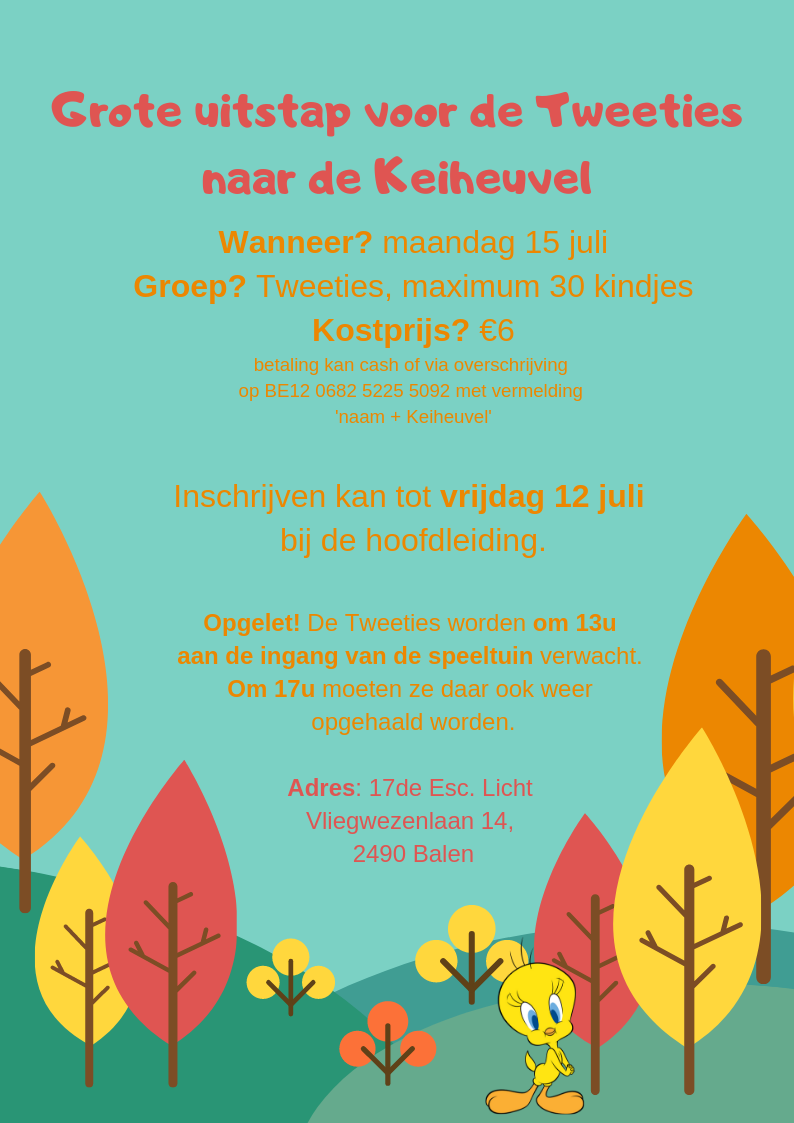 Grote uitstap voor de Tweeties
naar de Keiheuvel
Wanneer? maandag 15 juli
Groep? Tweeties, maximum 30 kindjes
Kostprijs? €6
betaling kan cash of via overschrijving
op BE12 0682 5225 5092 met vermelding
'naam + Keiheuvel'
Inschrijven kan tot vrijdag 12 juli
bij de hoofdleiding.
Opgelet! De Tweeties worden om 13u
aan de ingang van de speeltuin verwacht.
Om 17u moeten ze daar ook weer
opgehaald worden.
Adres: 17de Esc. Licht
Vliegwezenlaan 14,
2490 Balen